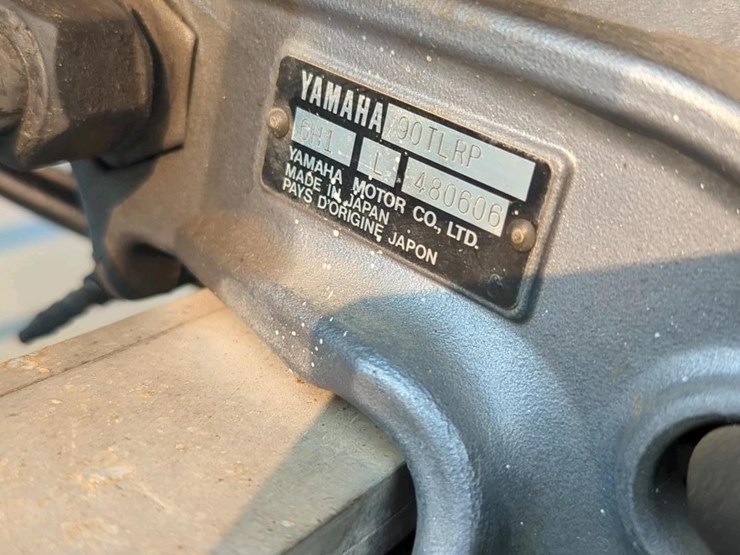 YAMAHA 90TLRP
6H1 L 480606
YAMAHA MOTOR CO., LTD.
MADE IN JAPAN
PAYS D'ORIGINE JAPON